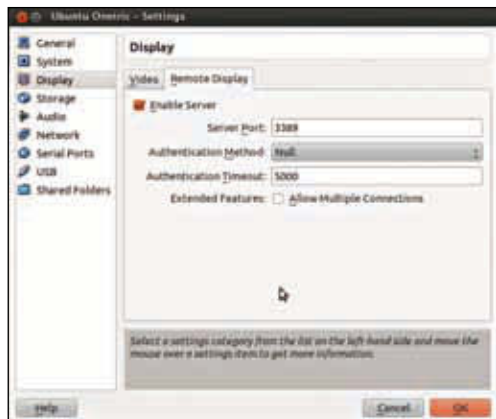 Ubuntu Oneiric - Settings
General
System
Display
Storage
Audio
Network
Serial Ports
USB
Shared Folders
Display
Video
Remote Display
Enable Server
Server Port: 3389
Authentication Method: Null
Authentication Timeout: 5000
Extended Features: Allow Multiple Connections
Select a settings category from the list on the left-hand side and move the
mouse over a settings item to get more information.
Help
Cancel
OK